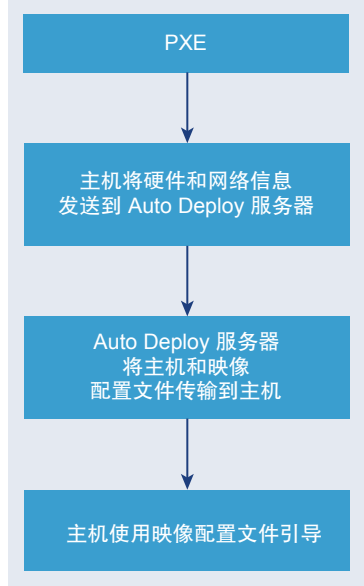 PXE
主机将硬件和网络信息
发送到 Auto Deploy 服务器
Auto Deploy 服务器
将主机和映像
配置文件传输到主机
主机使用映像配置文件引导